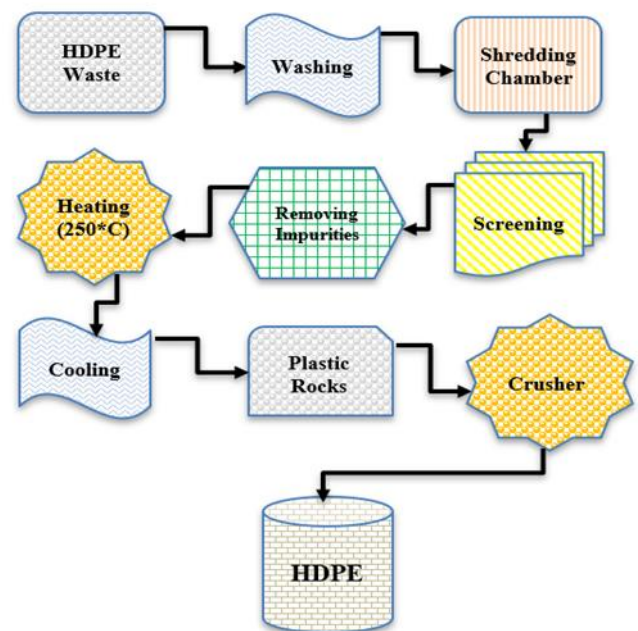 HDPE
Waste
Washing
Shredding
Chamber
Screening
Removing
Impurities
Heating
(250*C)
Cooling
Plastic
Rocks
Crusher
HDPE